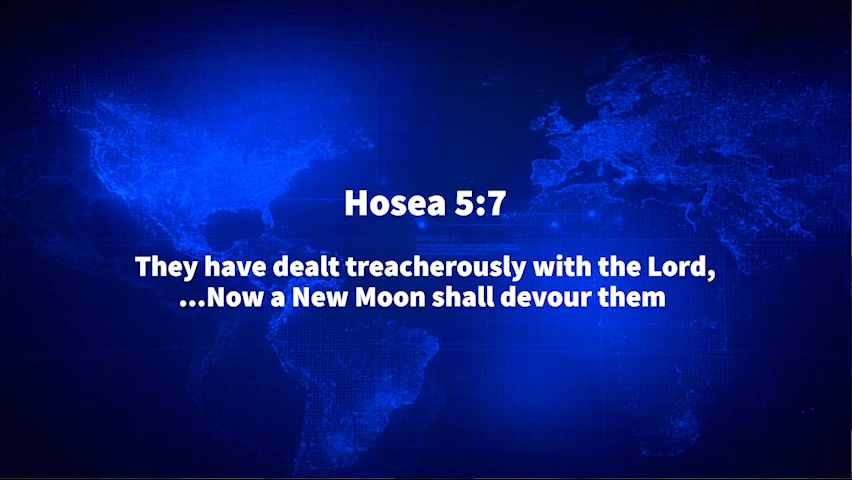 Hosea 5:7
They have dealt treacherously with the Lord,
...Now a New Moon shall devour them